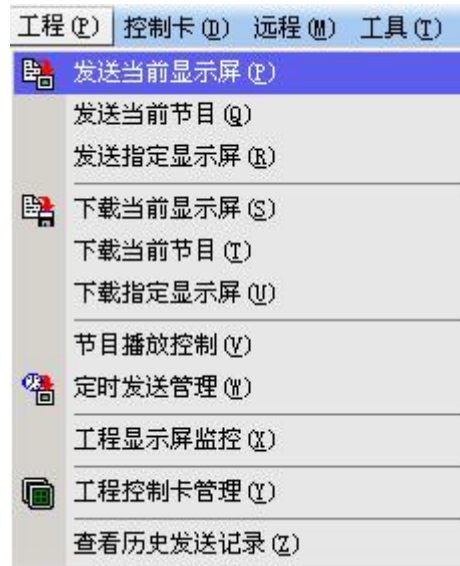 工程(P) 控制卡(D) 远程(M) 工具(T)
发送当前显示屏(P)
发送当前节目(Q)
发送指定显示屏(R)
下载当前显示屏(S)
下载当前节目(T)
下载指定显示屏(U)
节目播放控制(V)
定时发送管理(W)
工程显示屏监控(X)
工程控制卡管理(Y)
查看历史发送记录(Z)